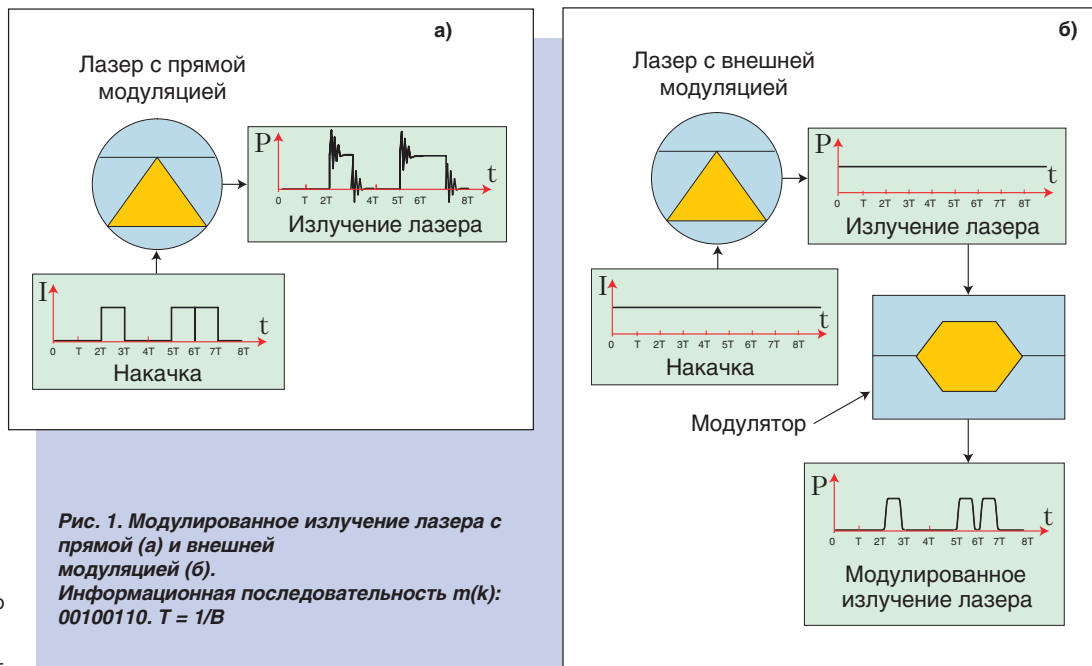 а)
Лазер с прямой
модуляцией
P
t
0 T 2T 4T 5T 6T 8T
Излучение лазера
I
t
0 T 2T 3T 4T 5T 6T 7T 8T
Накачка
б)
Лазер с внешней
модуляцией
P
t
0 T 2T 3T 4T 5T 6T 7T 8T
Излучение лазера
I
t
0 T 2T 3T 4T 5T 6T 7T 8T
Накачка
Модулятор
P
t
0 T 2T 3T 4T 5T 6T 7T 8T
Модулированное
излучение лазера
Рис. 1. Модулированное излучение лазера с
прямой (а) и внешней
модуляцией (б).
Информационная последовательность m(k):
00100110. T = 1/B